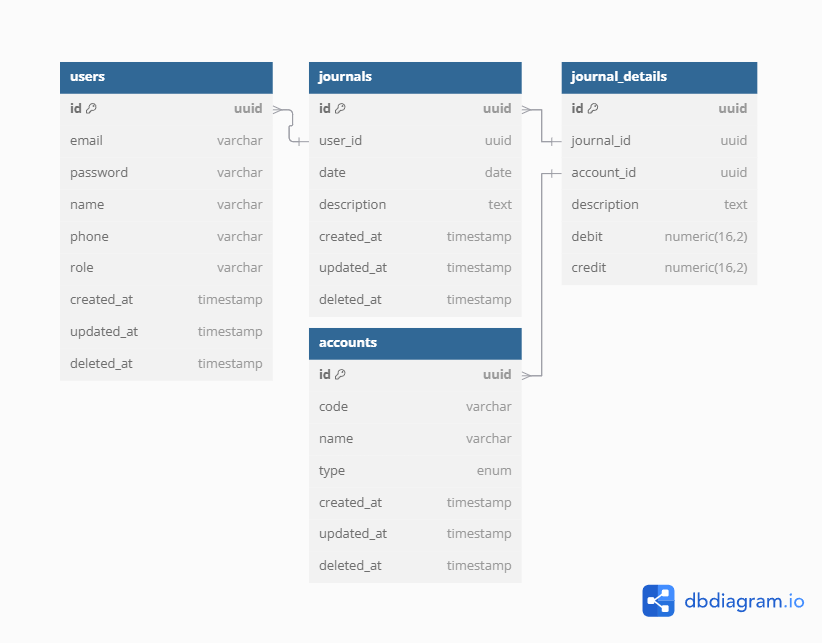 users
id uuid
email varchar
password varchar
name varchar
phone varchar
role varchar
created_at timestamp
updated_at timestamp
deleted_at timestamp
journals
id uuid
user_id uuid
date date
description text
created_at timestamp
updated_at timestamp
deleted_at timestamp
journal_details
id uuid
journal_id uuid
account_id uuid
description text
debit numeric(16,2)
credit numeric(16,2)
accounts
id uuid
code varchar
name varchar
type enum
created_at timestamp
updated_at timestamp
deleted_at timestamp
dbdiagram.io